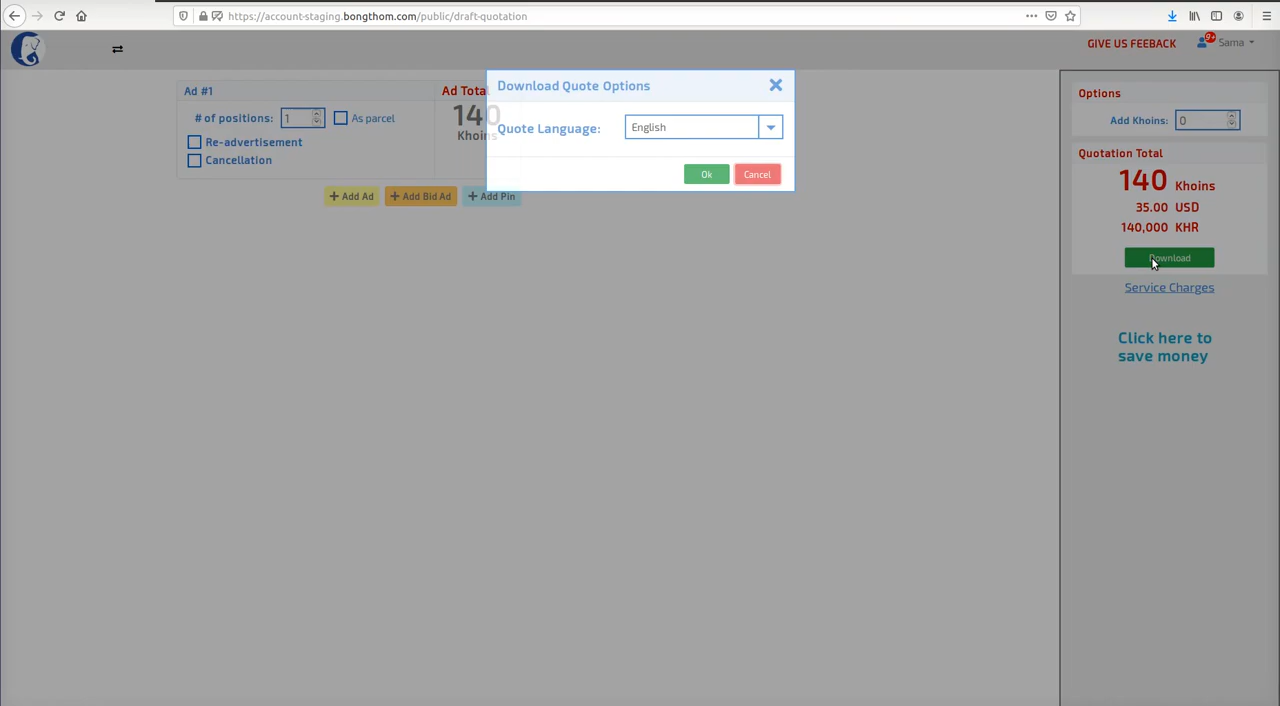 https://account-staging.bongthom.com/public/draft-quotation
GIVE US FEEBACK
9+
Sama
Ad #1
# of positions: 1
As parcel
Re-advertisement
Cancellation
Ad Total
140
Khoins
+ Add Ad
+ Add Bid Ad
+ Add Pin
Download Quote Options
Quote Language: English
Ok
Cancel
Options
Add Khoins: 0
Quotation Total
140 Khoins
35.00 USD
140,000 KHR
Download
Service Charges
Click here to
save money